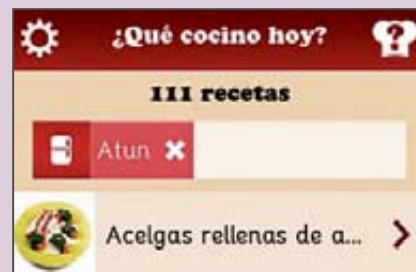 ¿Qué cocino hoy? ?
111 recetas
Atun
Acelgas rellenas de a...